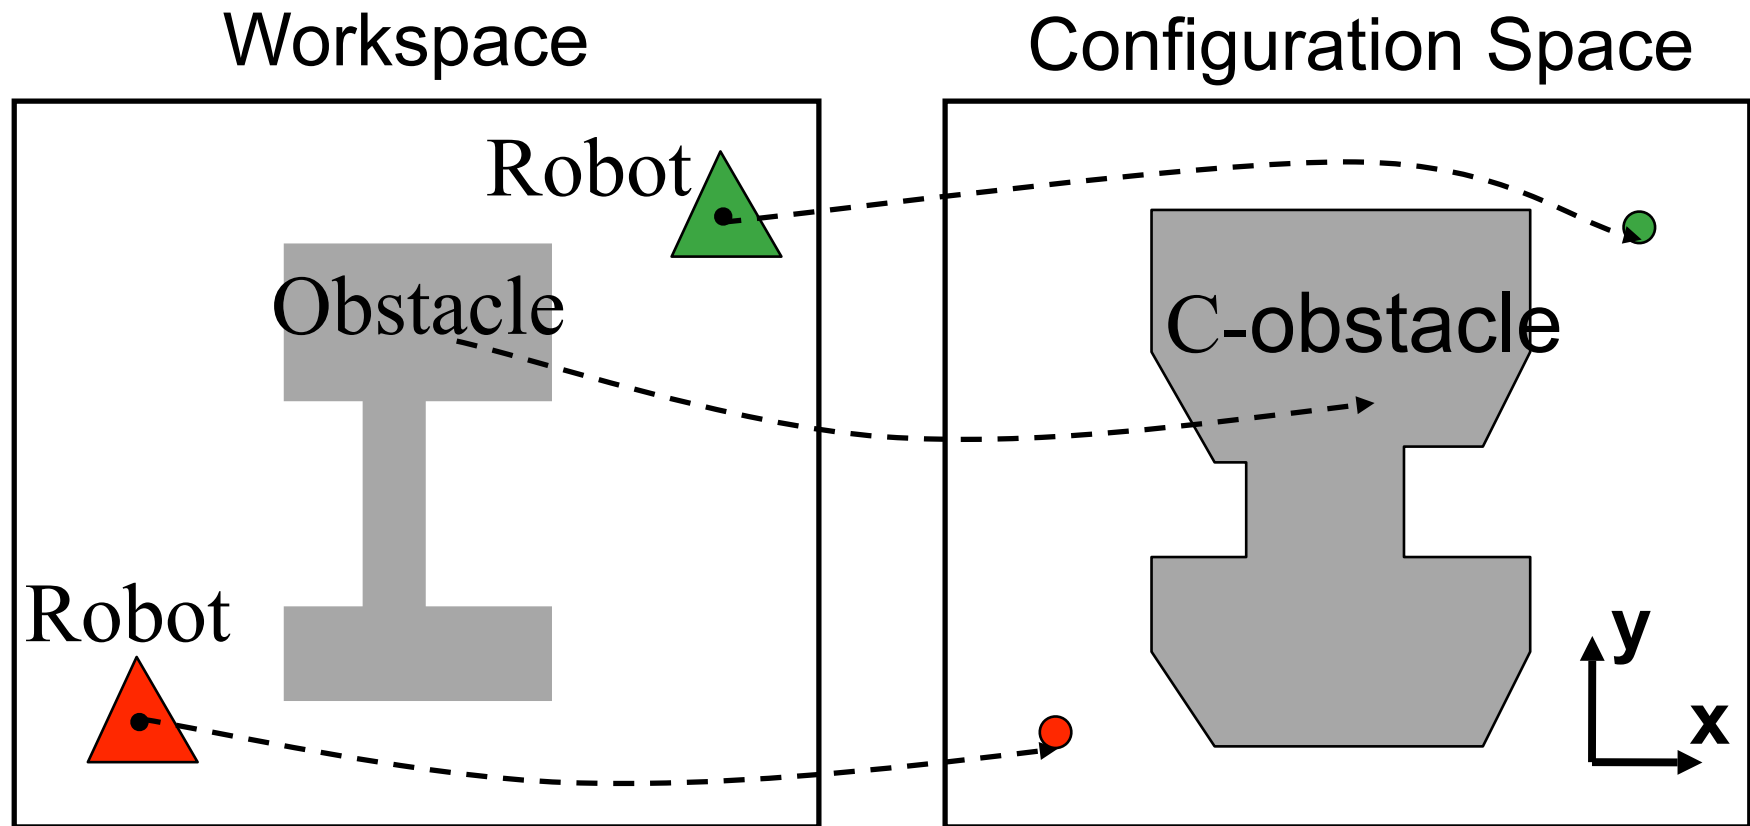 Workspace
Configuration Space
Robot
Obstacle
C-obstacle
Robot
y
x